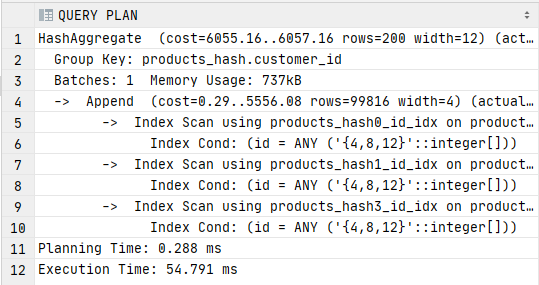 QUERY PLAN
1 HashAggregate (cost=6055.16..6057.16 rows=200 width=12) (act…
2 Group Key: products_hash.customer_id
3 Batches: 1 Memory Usage: 737kB
4 -> Append (cost=0.29..5556.08 rows=99816 width=4) (actual…
5 -> Index Scan using products_hash0_id_idx on product…
6 Index Cond: (id = ANY ('{4,8,12}'::integer[]))
7 -> Index Scan using products_hash1_id_idx on product…
8 Index Cond: (id = ANY ('{4,8,12}'::integer[]))
9 -> Index Scan using products_hash3_id_idx on product…
10 Index Cond: (id = ANY ('{4,8,12}'::integer[]))
11 Planning Time: 0.288 ms
12 Execution Time: 54.791 ms